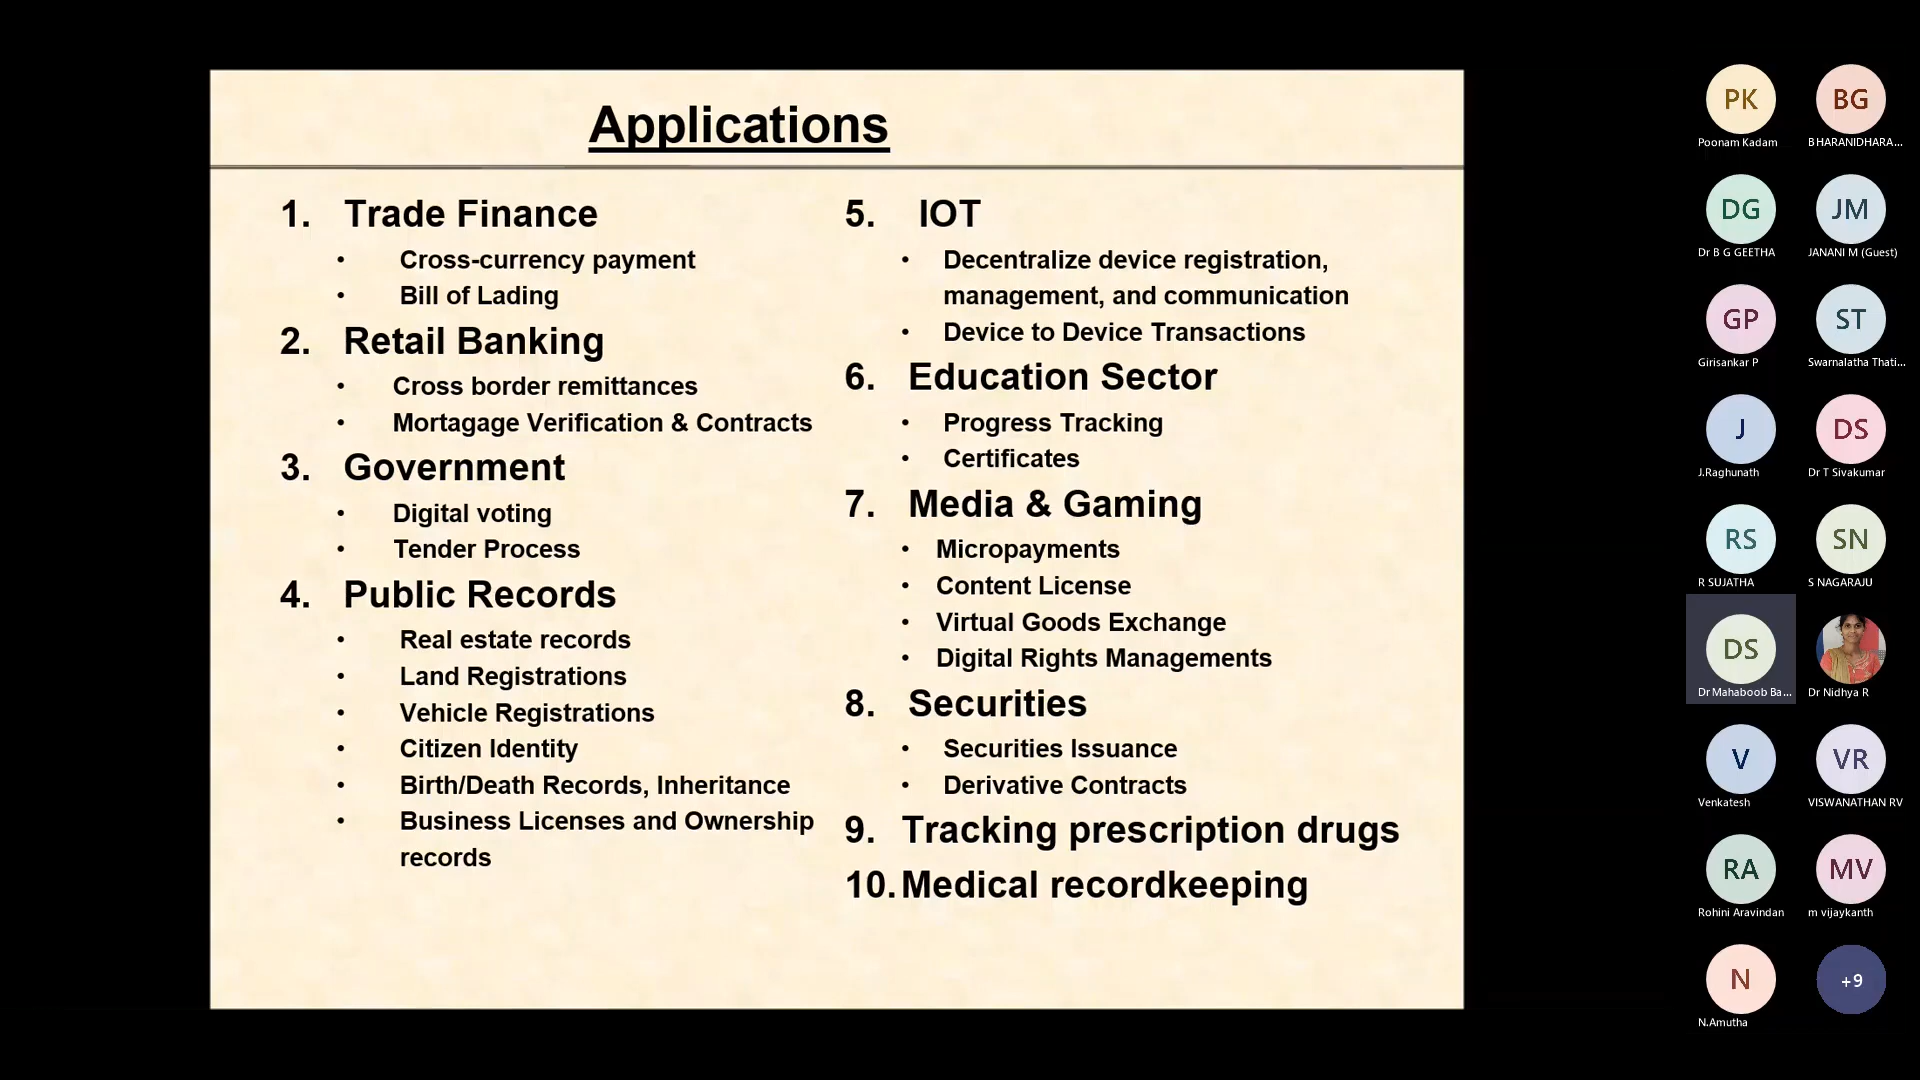 Applications
1. Trade Finance
• Cross-currency payment
• Bill of Lading
2. Retail Banking
• Cross border remittances
• Mortagage Verification & Contracts
3. Government
• Digital voting
• Tender Process
4. Public Records
• Real estate records
• Land Registrations
• Vehicle Registrations
• Citizen Identity
• Birth/Death Records, Inheritance
• Business Licenses and Ownership
records
5. IOT
• Decentralize device registration,
management, and communication
• Device to Device Transactions
6. Education Sector
• Progress Tracking
• Certificates
7. Media & Gaming
• Micropayments
• Content License
• Virtual Goods Exchange
• Digital Rights Managements
8. Securities
• Securities Issuance
• Derivative Contracts
9. Tracking prescription drugs
10. Medical recordkeeping
PK
Poonam Kadam
BG
BHARANIDHARA...
DG
Dr B G GEETHA
JM
JANANI M (Guest)
GP
Girisankar P
ST
Swarnalatha Thati...
J
J.Raghunath
DS
Dr T Sivakumar
RS
R SUJATHA
SN
S NAGARAJU
DS
Dr Mahaboob Ba...
Dr Nidhya R
V
Venkatesh
VR
VISWANATHAN RV
RA
Rohini Aravindan
MV
m vijaykanth
N
N.Amutha
+9